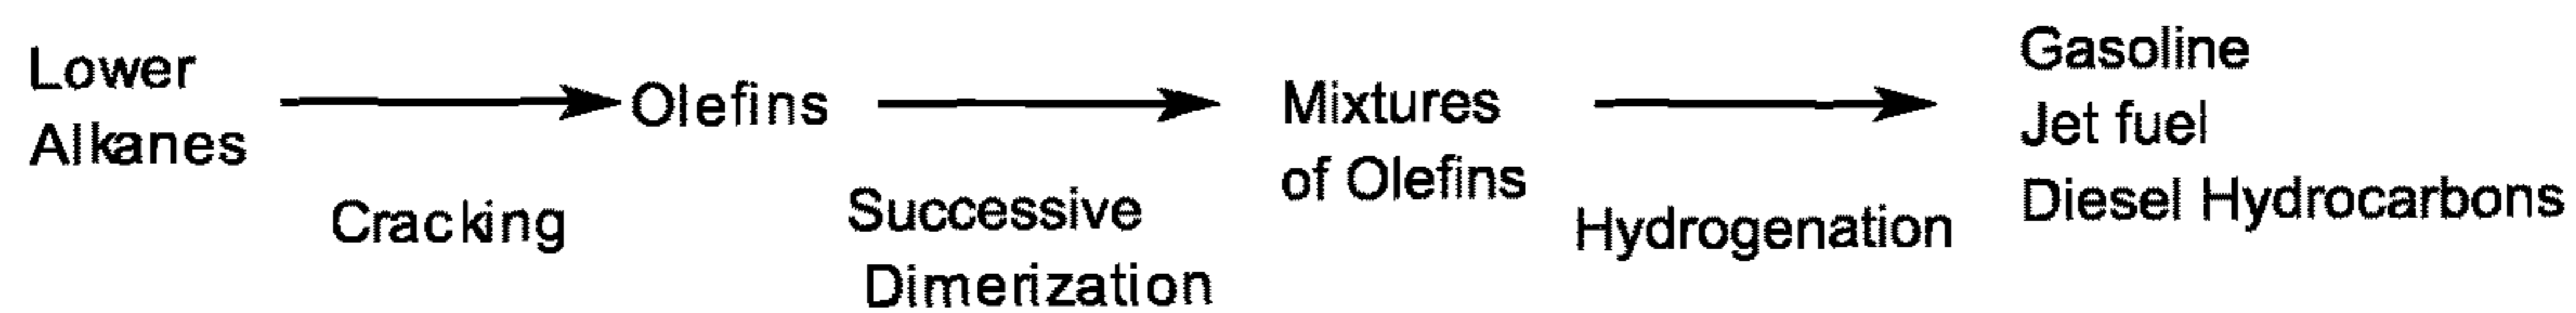 Lower
Alkanes
Cracking
Olefins
Successive
Dimerization
Mixtures
of Olefins
Hydrogenation
Gasoline
Jet fuel
Diesel Hydrocarbons